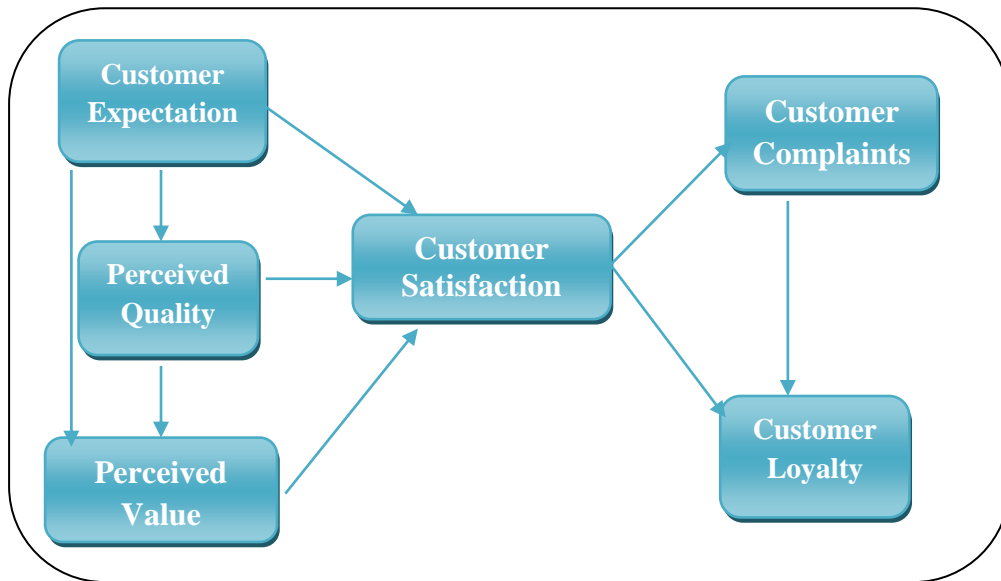 Customer
Expectation
Perceived
Quality
Perceived
Value
Customer
Satisfaction
Customer
Complaints
Customer
Loyalty